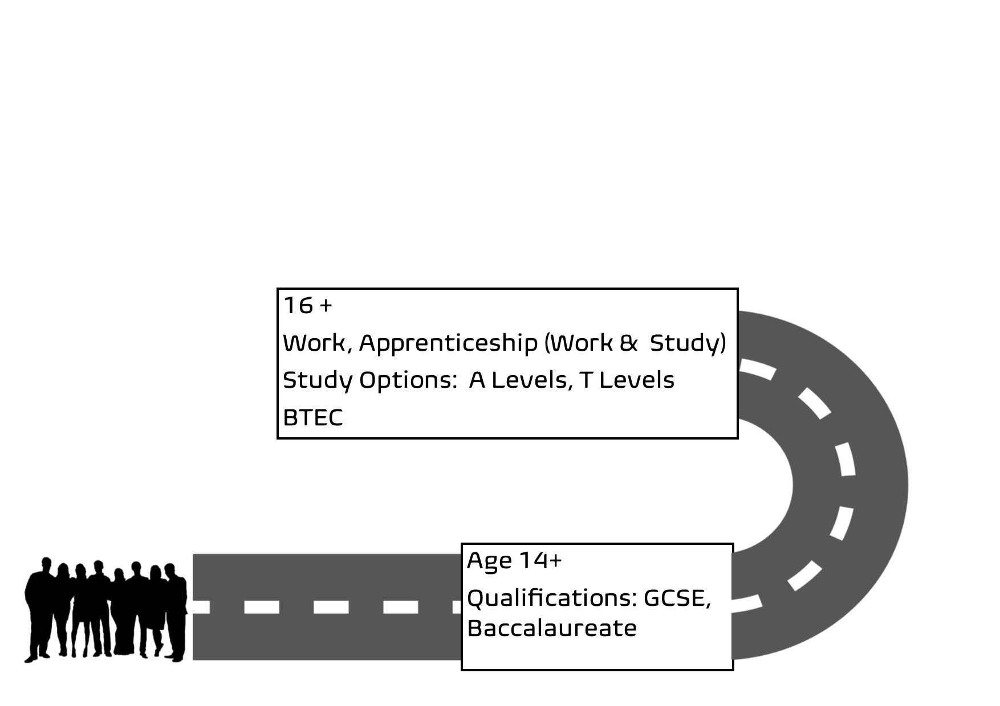 16 +
Work, Apprenticeship (Work & Study)
Study Options: A Levels, T Levels
BTEC
Age 14+
Qualifications: GCSE,
Baccalaureate